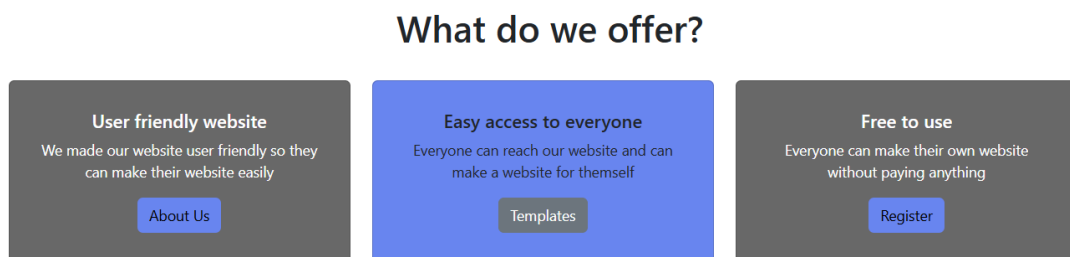 What do we offer?
User friendly website
We made our website user friendly so they
can make their website easily
About Us
Easy access to everyone
Everyone can reach our website and can
make a website for themself
Templates
Free to use
Everyone can make their own website
without paying anything
Register